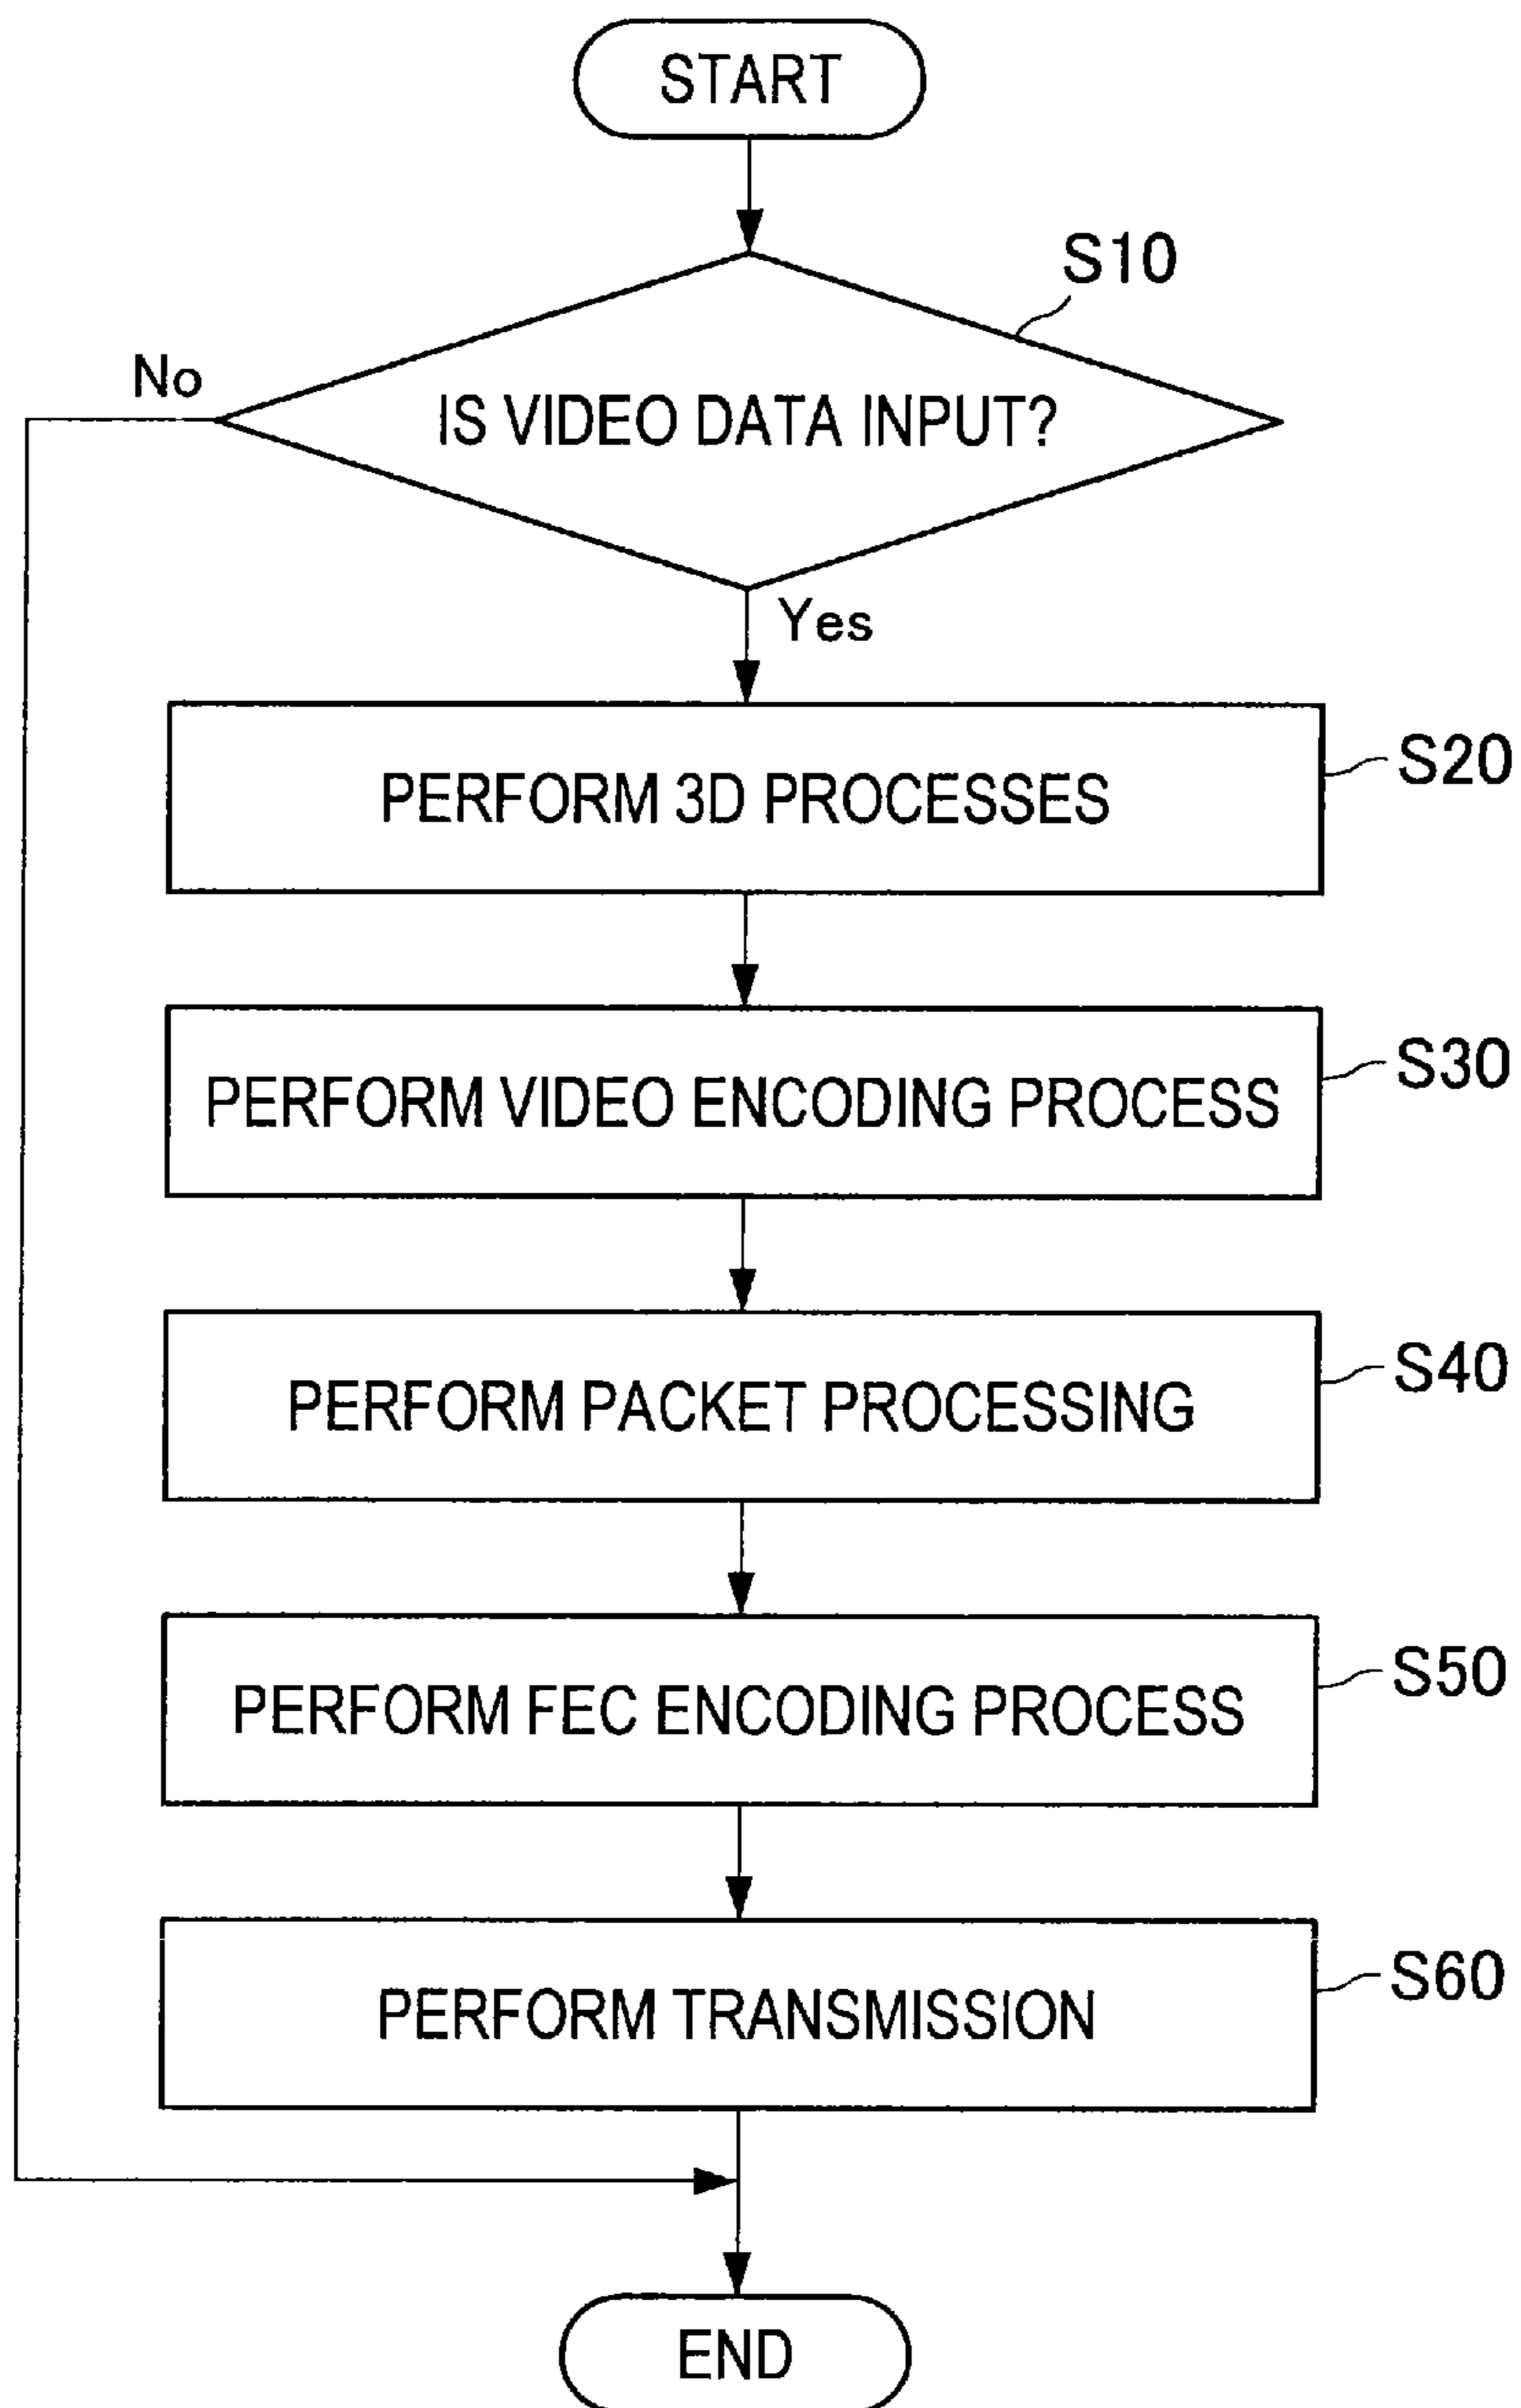 START
S10
No
IS VIDEO DATA INPUT?
Yes
PERFORM 3D PROCESSES
S20
PERFORM VIDEO ENCODING PROCESS
S30
PERFORM PACKET PROCESSING
S40
PERFORM FEC ENCODING PROCESS
S50
PERFORM TRANSMISSION
S60
END